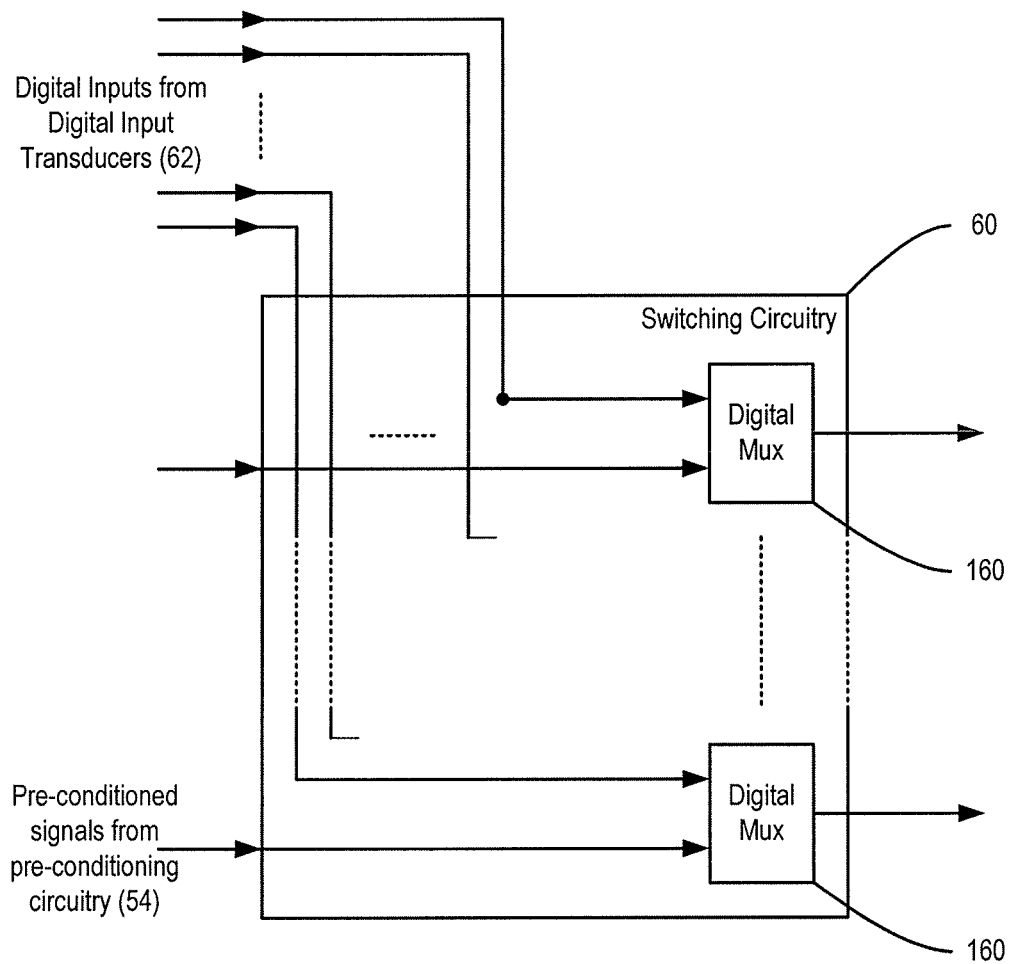 Digital Inputs from
Digital Input
Transducers (62)
60
Switching Circuitry
Digital
Mux
160
Pre-conditioned
signals from
pre-conditioning
circuitry (54)
Digital
Mux
160